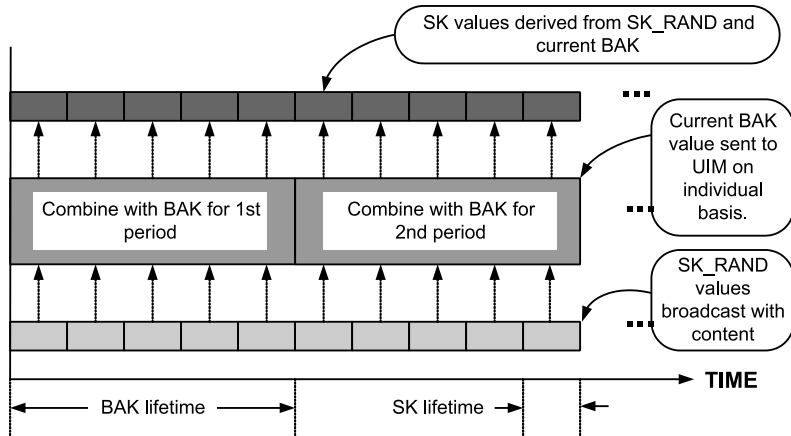 SK values derived from SK_RAND and
current BAK
Current BAK
value sent to
UIM on
individual
basis.
Combine with BAK for 1st
period
Combine with BAK for
2nd period
SK_RAND
values
broadcast with
content
TIME
BAK lifetime
SK lifetime